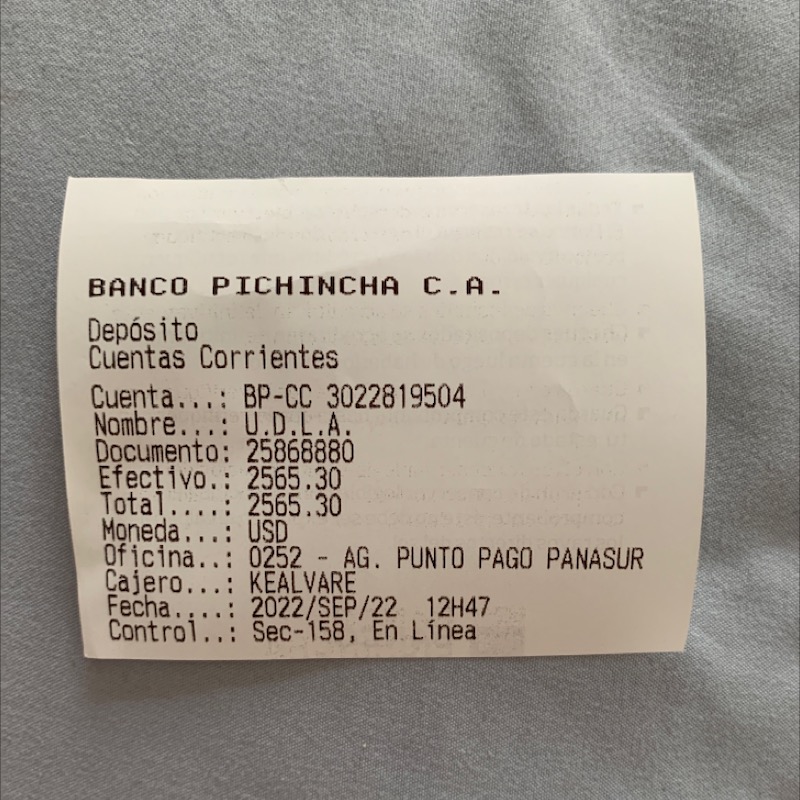 BANCO PICHINCHA C.A.
Depósito
Cuentas Corrientes
Cuenta...: BP-CC 3022819504
Nombre...: U.D.L.A.
Documento: 25868880
Efectivo.: 2565.30
Total....: 2565.30
Moneda...: USD
Oficina..: 0252 - AG. PUNTO PAGO PANASUR
Cajero...: KEALVARE
Fecha....: 2022/SEP/22 12H47
Control..: Sec-158, En Línea